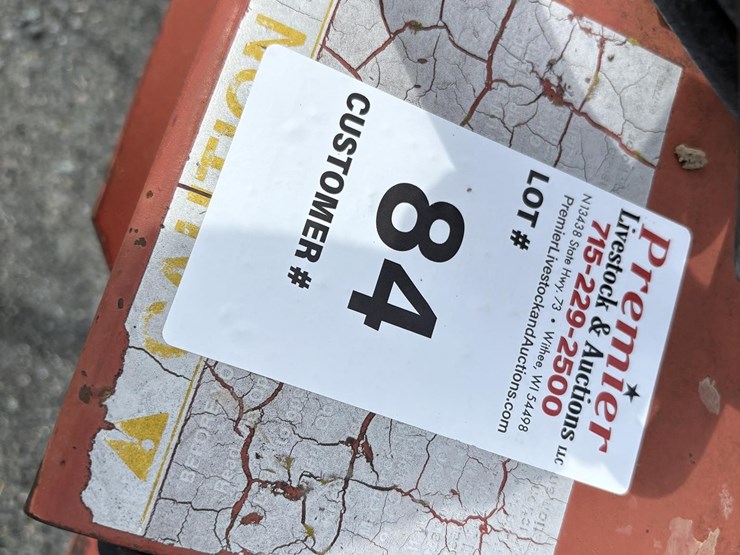 Premier
Livestock & Auctions LLC
715-229-2500
N13438 State Hwy. 73 • Withee, WI 54498
PremierLivestockandAuctions.com
LOT #
84
CUSTOMER #
CAUTION